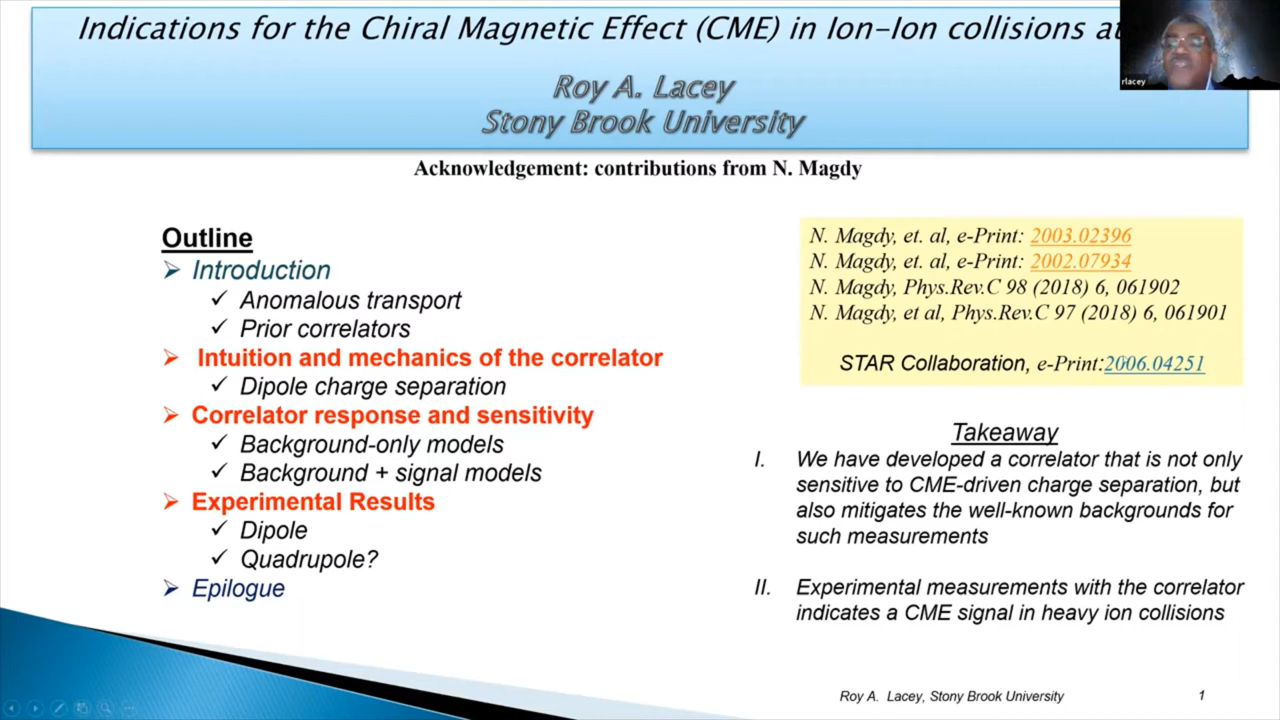 Indications for the Chiral Magnetic Effect (CME) in Ion-Ion collisions at
rlacey
Roy A. Lacey
Stony Brook University
Acknowledgement: contributions from N. Magdy
Outline
➢ Introduction
✓ Anomalous transport
✓ Prior correlators
➢ Intuition and mechanics of the correlator
✓ Dipole charge separation
➢ Correlator response and sensitivity
✓ Background-only models
✓ Background + signal models
➢ Experimental Results
✓ Dipole
✓ Quadrupole?
➢ Epilogue
N. Magdy, et. al, e-Print: 2003.02396
N. Magdy, et. al, e-Print: 2002.07934
N. Magdy, Phys.Rev.C 98 (2018) 6, 061902
N. Magdy, et al, Phys.Rev.C 97 (2018) 6, 061901
STAR Collaboration, e-Print:2006.04251
Takeaway
I. We have developed a correlator that is not only
sensitive to CME-driven charge separation, but
also mitigates the well-known backgrounds for
such measurements
II. Experimental measurements with the correlator
indicates a CME signal in heavy ion collisions
Roy A. Lacey, Stony Brook University
1